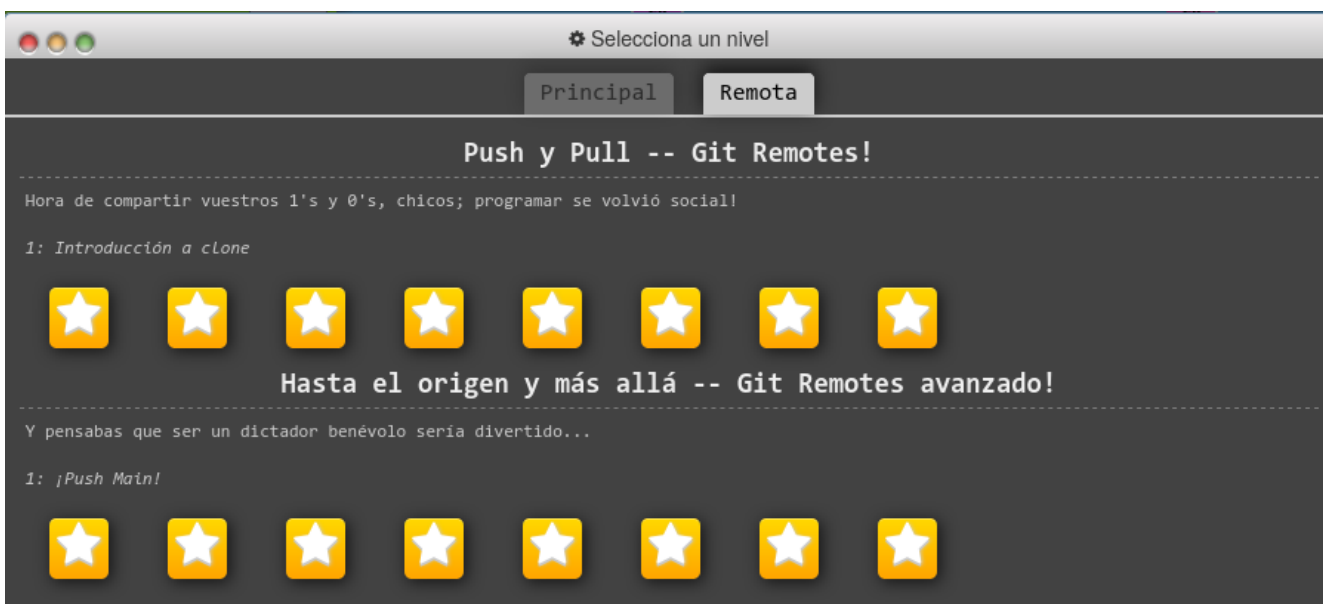 Selecciona un nivel
Principal
Remota
Push y Pull -- Git Remotes!
Hora de compartir vuestros 1's y 0's, chicos; programar se volvió social!
1: Introducción a clone
Hasta el origen y más allá -- Git Remotes avanzado!
Y pensabas que ser un dictador benévolo sería divertido...
1: ¡Push Main!